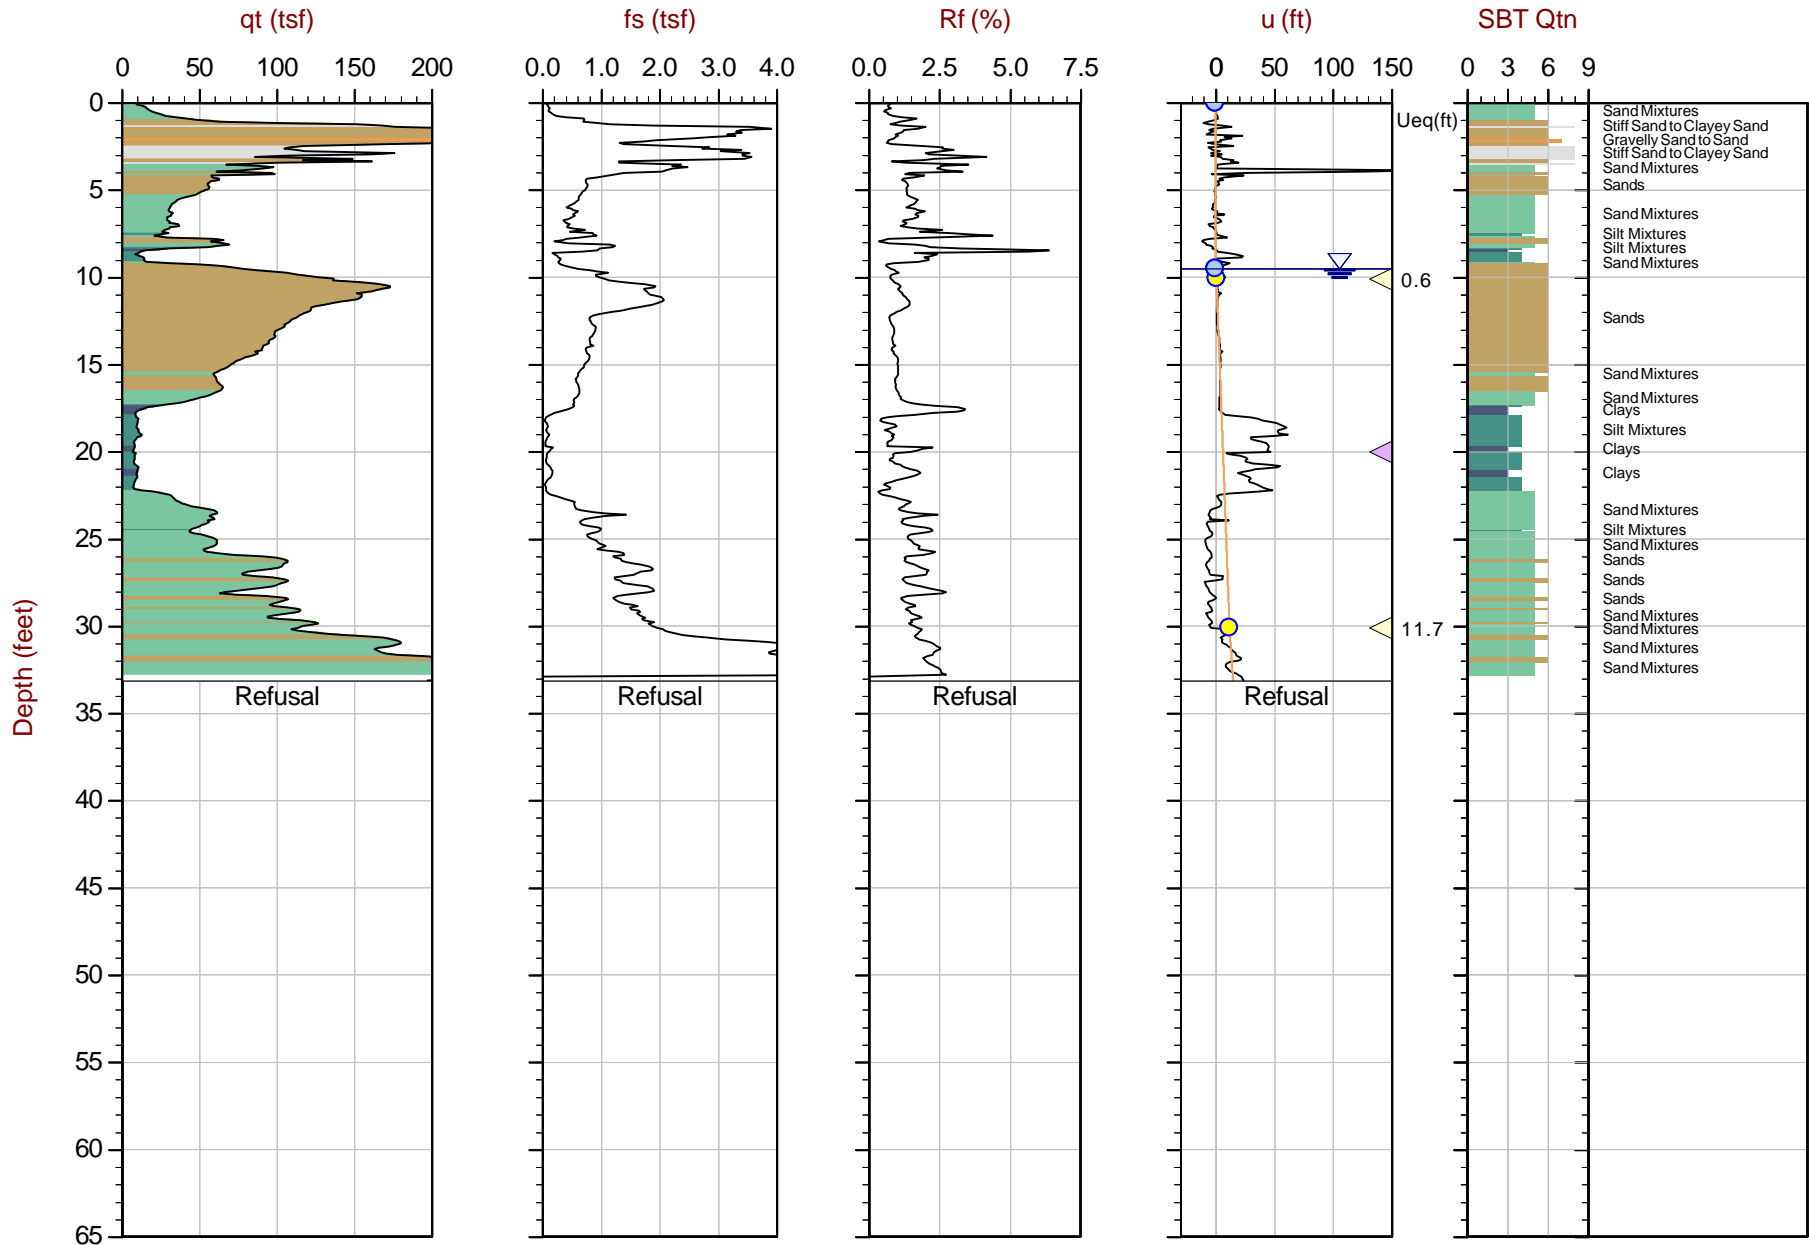 qt (tsf) fs (tsf) Rf (%) u (ft) SBT Qtn
0 50 100 150 200 0.0 1.0 2.0 3.0 4.0 0.0 2.5 5.0 7.5 0 50 100 150 0 3 6 9
Depth (feet)
0
5
10
15
20
25
30
35
40
45
50
55
60
65
Refusal Refusal Refusal Refusal
Ueq(ft)
0.6
11.7
Sand Mixtures
Stiff Sand to Clayey Sand
Gravelly Sand to Sand
Stiff Sand to Clayey Sand
Sand Mixtures
Sands
Sand Mixtures
Silt Mixtures
Silt Mixtures
Sand Mixtures
Sands
Sand Mixtures
Sand Mixtures
Clays
Silt Mixtures
Clays
Clays
Sand Mixtures
Silt Mixtures
Sand Mixtures
Sands
Sands
Sands
Sand Mixtures
Sand Mixtures
Sand Mixtures
Sand Mixtures